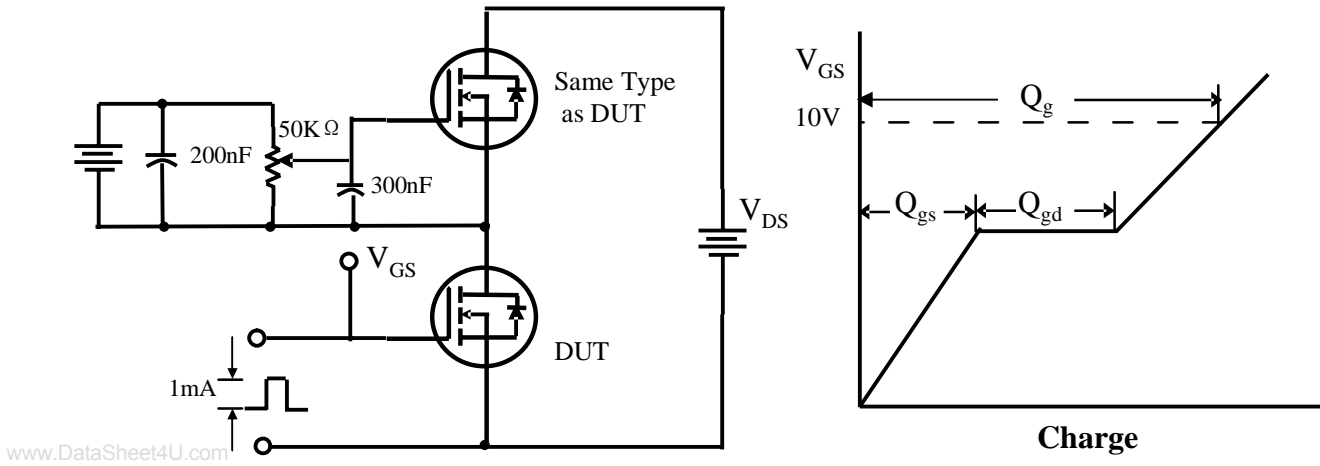 Same Type
as DUT
50KΩ
200nF
300nF
V_GS
V_DS
DUT
1mA
www.DataSheet4U.com
V_GS
10V
Q_g
Q_gs
Q_gd
Charge